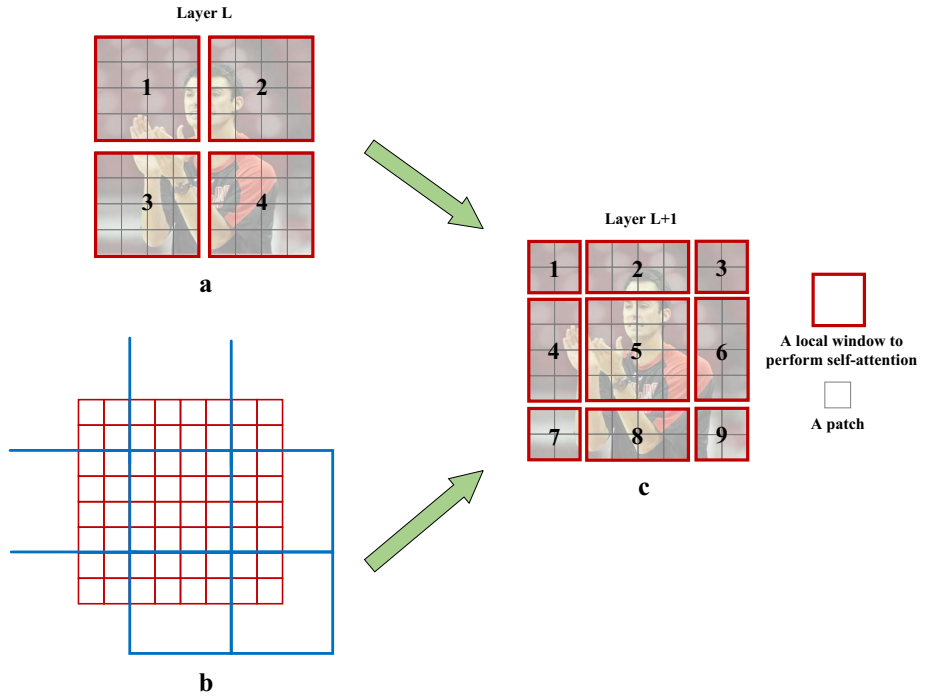 Layer L
1 2
3 4
a
Layer L+1
1 2 3
4 5 6
7 8 9
c
A local window to
perform self-attention
A patch
b